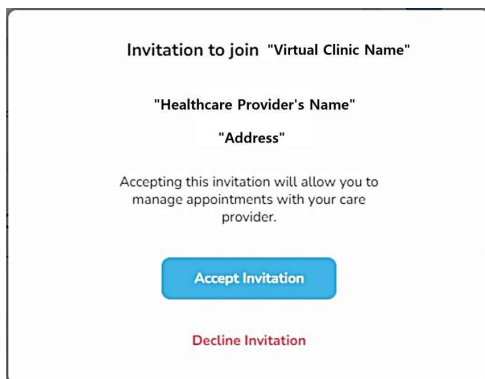 Invitation to join "Virtual Clinic Name"
"Healthcare Provider's Name"
"Address"
Accepting this invitation will allow you to
manage appointments with your care
provider.
Accept Invitation
Decline Invitation